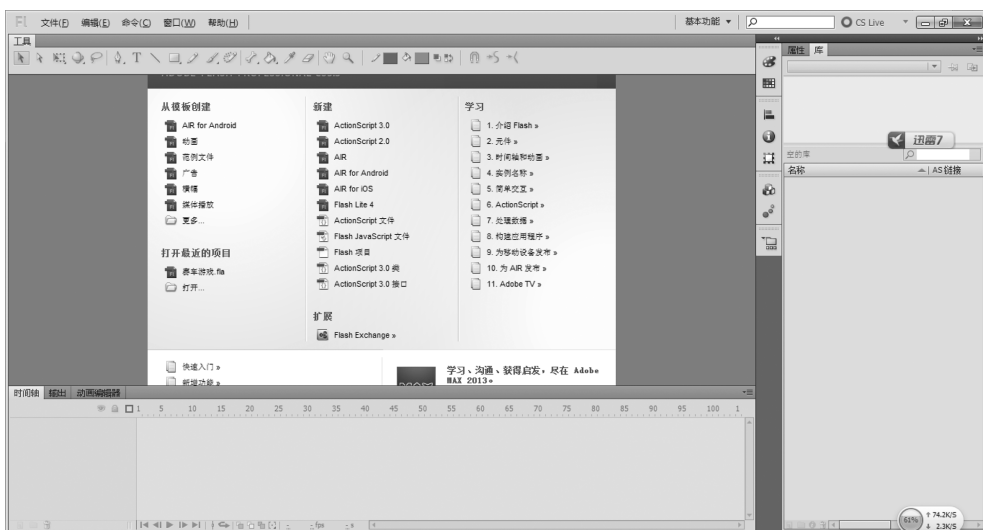 Fl 文件(F) 编辑(E) 命令(C) 窗口(W) 帮助(H) 基本功能 CS Live
工具
属性 库
ADOBE FLASH PROFESSIONAL
从模板创建
AIR for Android
动画
范例文件
广告
横幅
媒体播放
更多...
打开最近的项目
赛车游戏.fla
打开...
新建
ActionScript 3.0
ActionScript 2.0
AIR
AIR for Android
AIR for iOS
Flash Lite 4
ActionScript 文件
Flash JavaScript 文件
Flash 项目
ActionScript 3.0 类
ActionScript 3.0 接口
扩展
Flash Exchange »
学习
1. 介绍 Flash »
2. 元件 »
3. 时间轴和动画 »
4. 实例名称 »
5. 简单交互 »
6. ActionScript »
7. 处理数据 »
8. 构建应用程序 »
9. 为移动设备发布 »
10. 为 AIR 发布 »
11. Adobe TV »
快速入门 »
新增功能 »
学习、沟通、获得启发，尽在 Adobe
MAX 2013»
迅雷7
空的库
名称 AS 链接
时间轴 输出 动画编辑器
1 5 10 15 20 25 30 35 40 45 50 55 60 65 70 75 80 85 90 95 100 1
fps s
61% 74.2K/S
2.3K/S